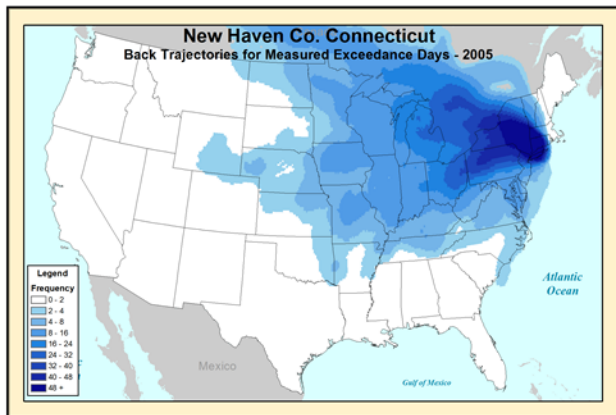 New Haven Co. Connecticut
Back Trajectories for Measured Exceedance Days - 2005
Legend
Frequency
0 - 2
2 - 4
4 - 8
8 - 16
16 - 24
24 - 32
32 - 40
40 - 48
48 +
Mexico
Gulf of Mexico
Atlantic
Ocean